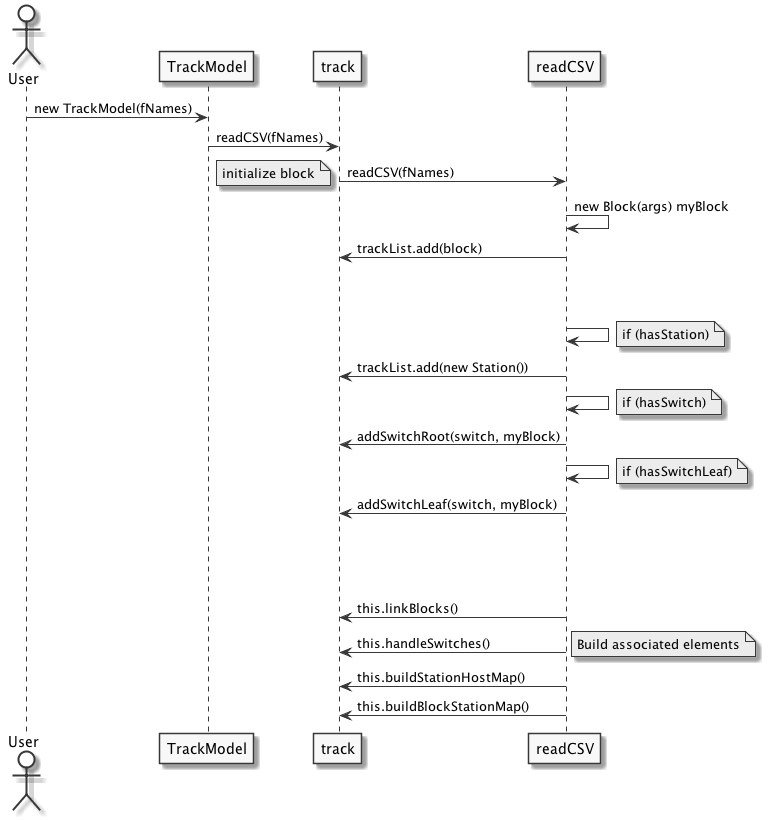 User
TrackModel
track
readCSV
new TrackModel(fNames)
readCSV(fNames)
initialize block
readCSV(fNames)
new Block(args) myBlock
trackList.add(block)
if (hasStation)
trackList.add(new Station())
if (hasSwitch)
addSwitchRoot(switch, myBlock)
if (hasSwitchLeaf)
addSwitchLeaf(switch, myBlock)
this.linkBlocks()
this.handleSwitches()
Build associated elements
this.buildStationHostMap()
this.buildBlockStationMap()
User
TrackModel
track
readCSV